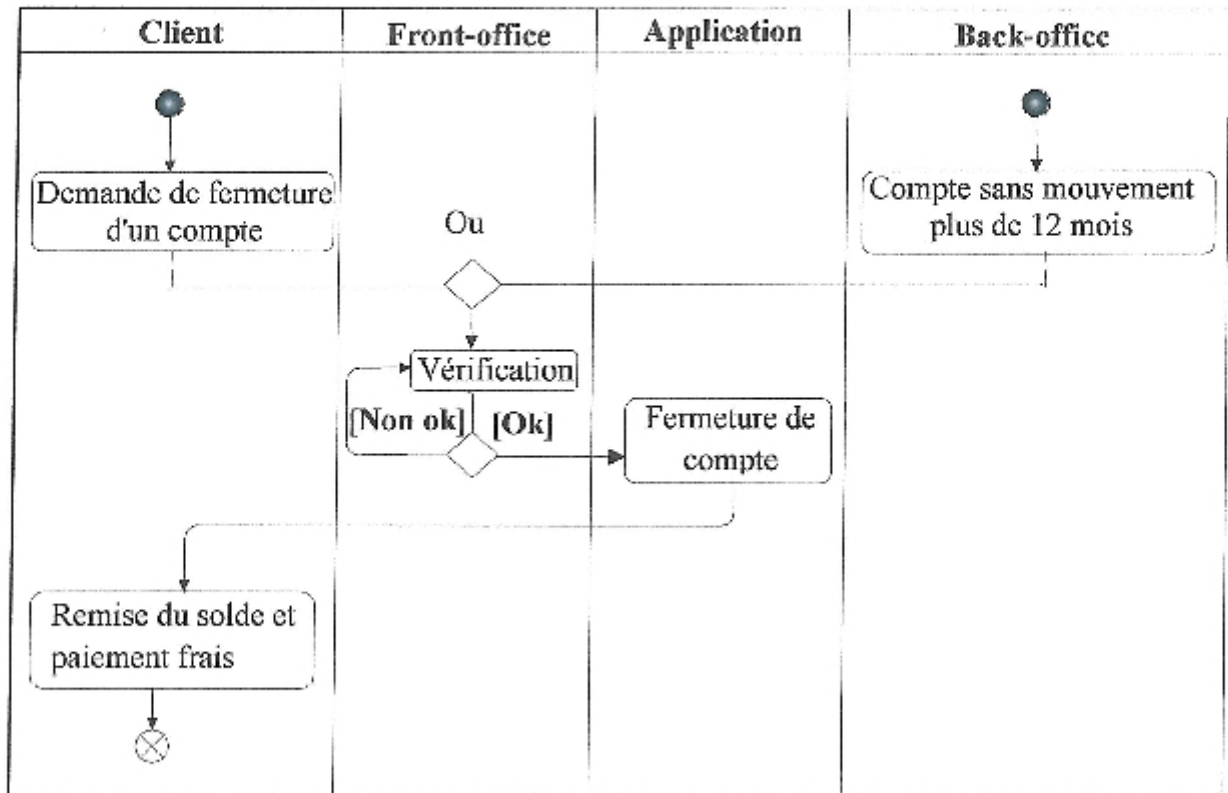 Client
Front-office
Application
Back-office
Demande de fermeture
d'un compte
Compte sans mouvement
plus de 12 mois
Ou
Vérification
[Non ok]
[Ok]
Fermeture de
compte
Remise du solde et
paiement frais